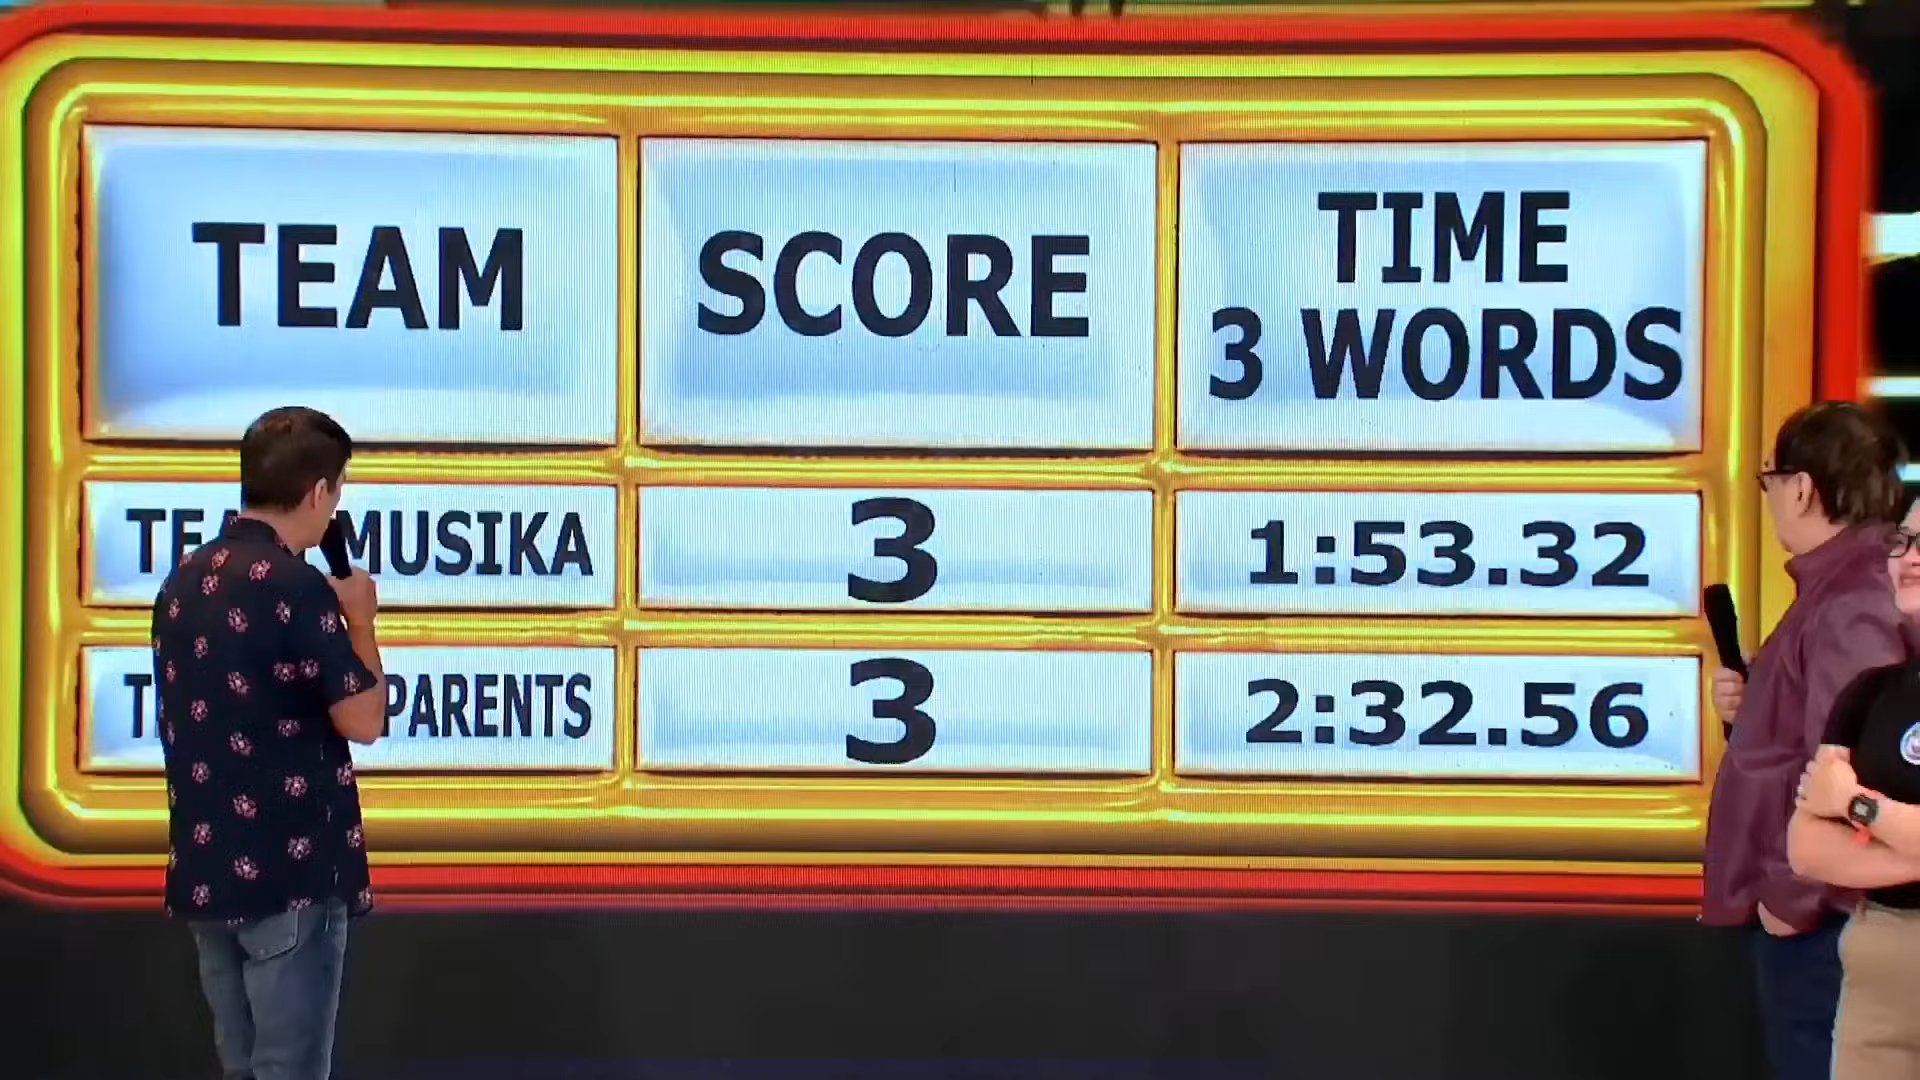 TEAM SCORE TIME
3 WORDS
MUSIKA 3 1:53.32
PARENTS 3 2:32.56